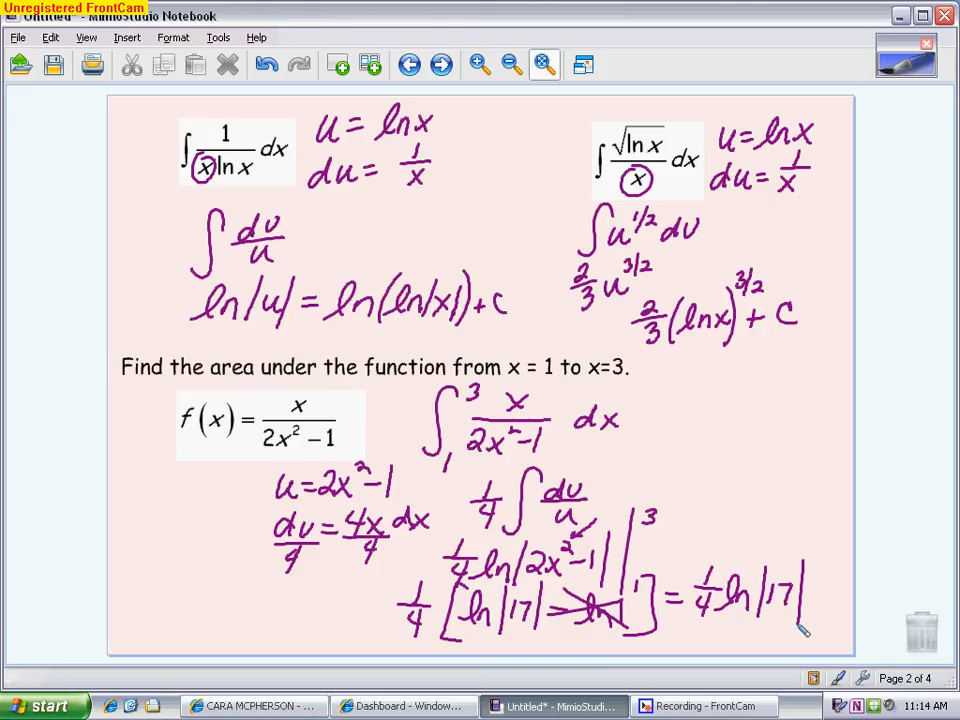 Unregistered FrontCam
Untitled* - MimioStudio Notebook
File Edit View Insert Format Tools Help
∫ 1/(x ln x) dx
u = ln x
du = 1/x
∫ du/u
ln|u| = ln(ln|x|) + C
∫ √(ln x)/x dx
u = ln x
du = 1/x
∫ u^1/2 du
2/3 u^3/2
2/3 (ln x)^3/2 + C
Find the area under the function from x = 1 to x=3.
f(x) = x/(2x² - 1)
∫₁³ x/(2x²-1) dx
u = 2x² - 1
du/4 = 4x/4 dx
1/4 ∫ du/u
1/4 ln|2x² - 1| |₁³
1/4 [ln|17| - ln 1] = 1/4 ln|17|
Page 2 of 4
start
CARA MCPHERSON - ...
Dashboard - Window...
Untitled* - MimioStudi...
Recording - FrontCam
11:14 AM